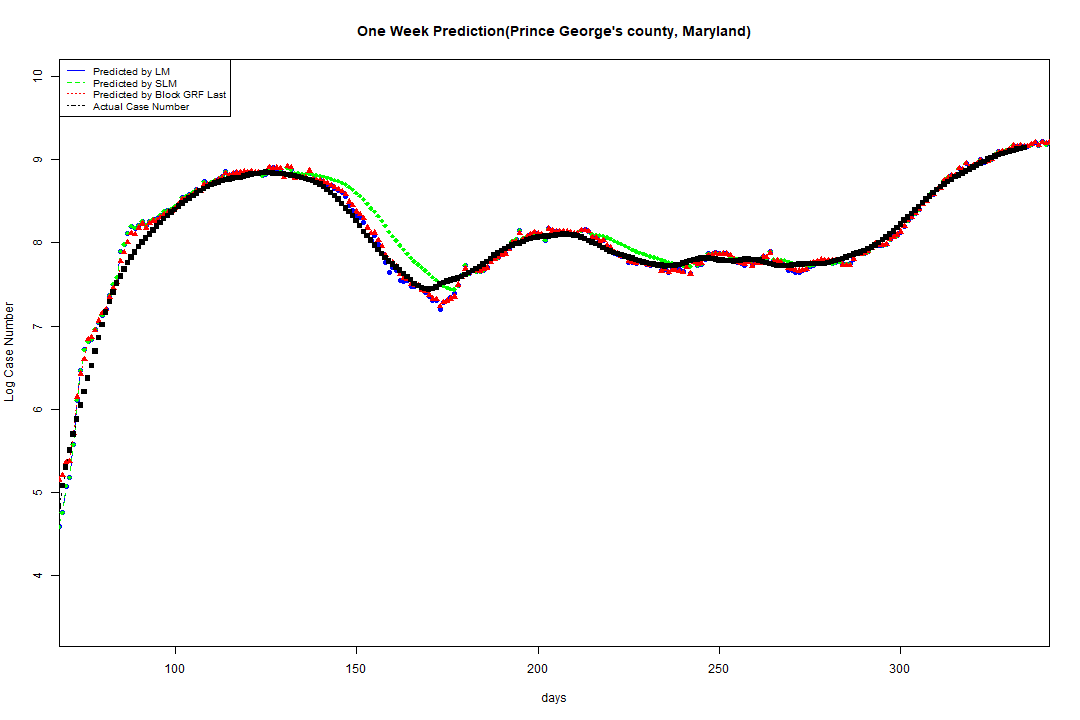 One Week Prediction(Prince George's county, Maryland)
Predicted by LM
Predicted by SLM
Predicted by Block GRF Last
Actual Case Number
10
9
8
7
6
5
4
Log Case Number
100 150 200 250 300
days